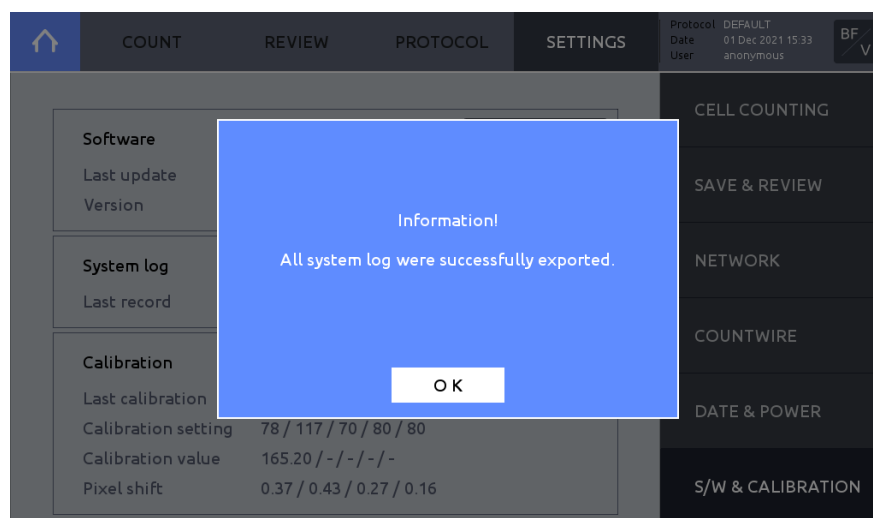 COUNT
REVIEW
PROTOCOL
SETTINGS
Protocol DEFAULT
Date 01 Dec 2021 15:33
User anonymous
BF
V
Software
Last update
Version
System log
Last record
Calibration
Last calibration
Calibration setting 78 / 117 / 70 / 80 / 80
Calibration value 165.20 / - / - / - / -
Pixel shift 0.37 / 0.43 / 0.27 / 0.16
Information!
All system log were successfully exported.
O K
CELL COUNTING
SAVE & REVIEW
NETWORK
COUNTWIRE
DATE & POWER
S/W & CALIBRATION